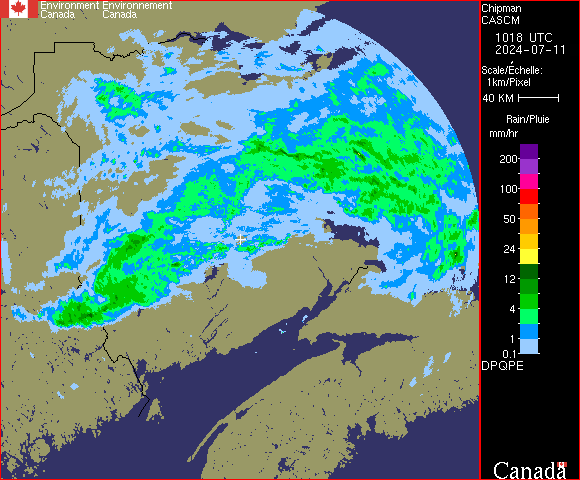 Environment Environnement
Canada Canada
Chipman
CASCM
1018 UTC
2024-07-11
Scale/Échelle:
1km/Pixel
40 KM
Rain/Pluie
mm/hr
200
100
50
24
12
4
1
0.1
DPQPE
Canada